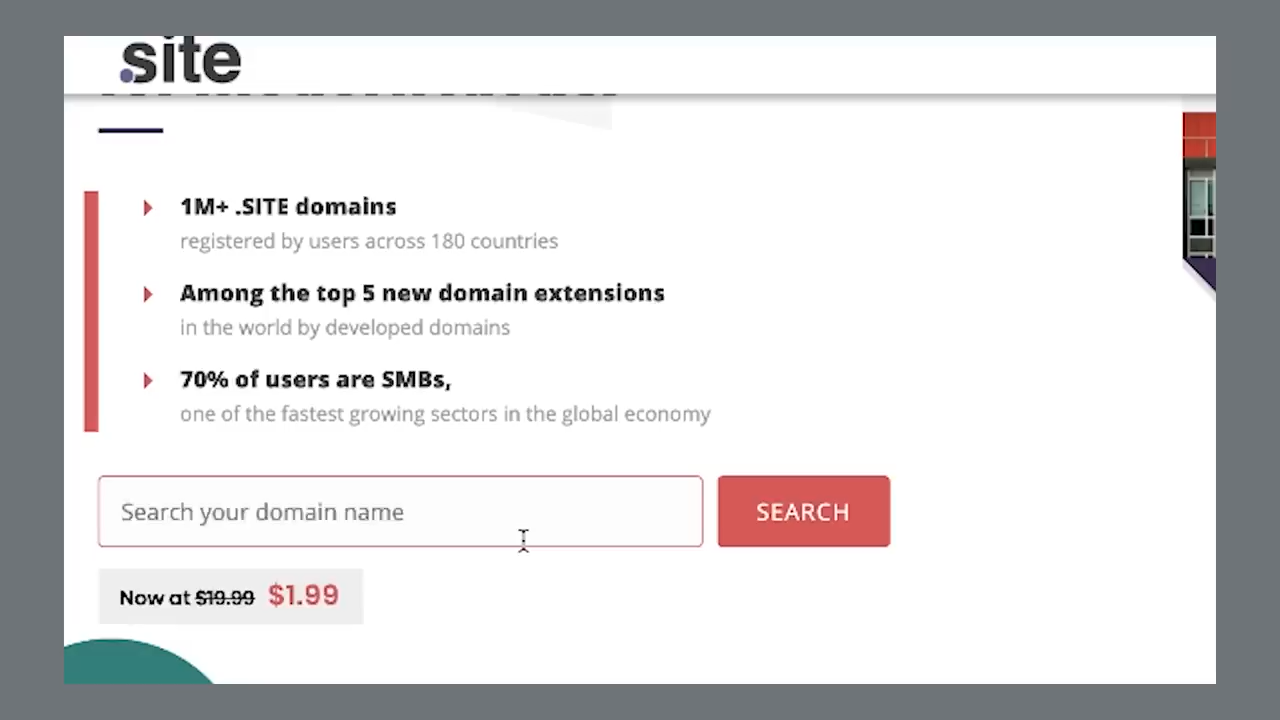 .site
1M+ .SITE domains
registered by users across 180 countries
Among the top 5 new domain extensions
in the world by developed domains
70% of users are SMBs,
one of the fastest growing sectors in the global economy
Search your domain name
SEARCH
Now at $19.99 $1.99